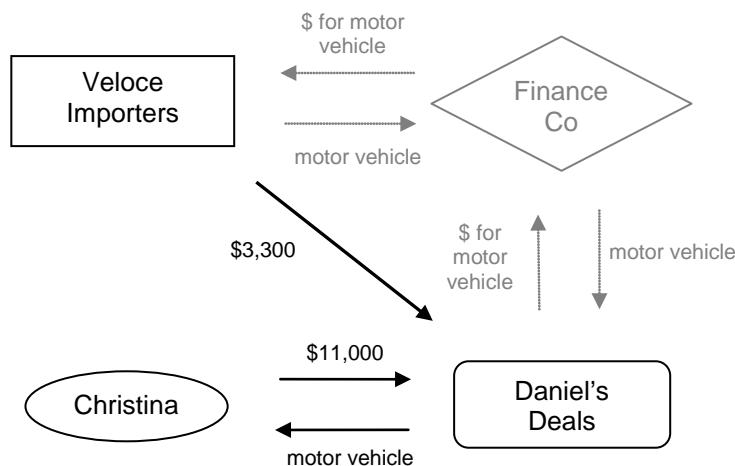 $ for motor
vehicle
Veloce
Importers
Finance
Co
motor vehicle
$3,300
$ for
motor
vehicle
motor vehicle
$11,000
Christina
Daniel's
Deals
motor vehicle